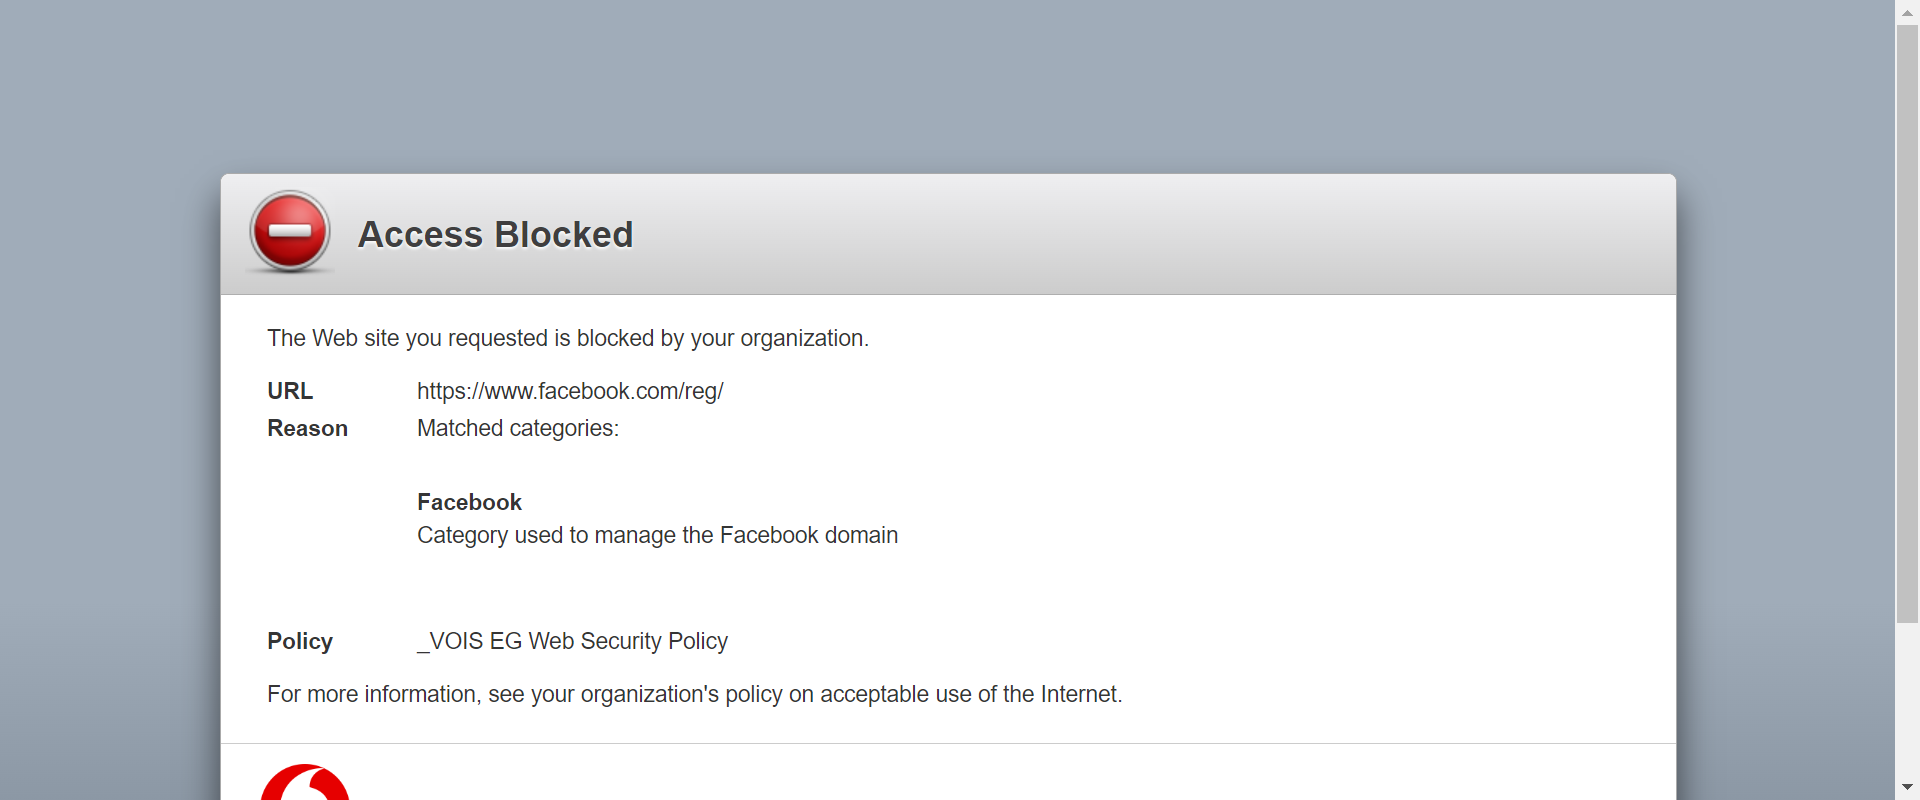 Access Blocked
The Web site you requested is blocked by your organization.
URL https://www.facebook.com/reg/
Reason Matched categories:
Facebook
Category used to manage the Facebook domain
Policy _VOIS EG Web Security Policy
For more information, see your organization's policy on acceptable use of the Internet.